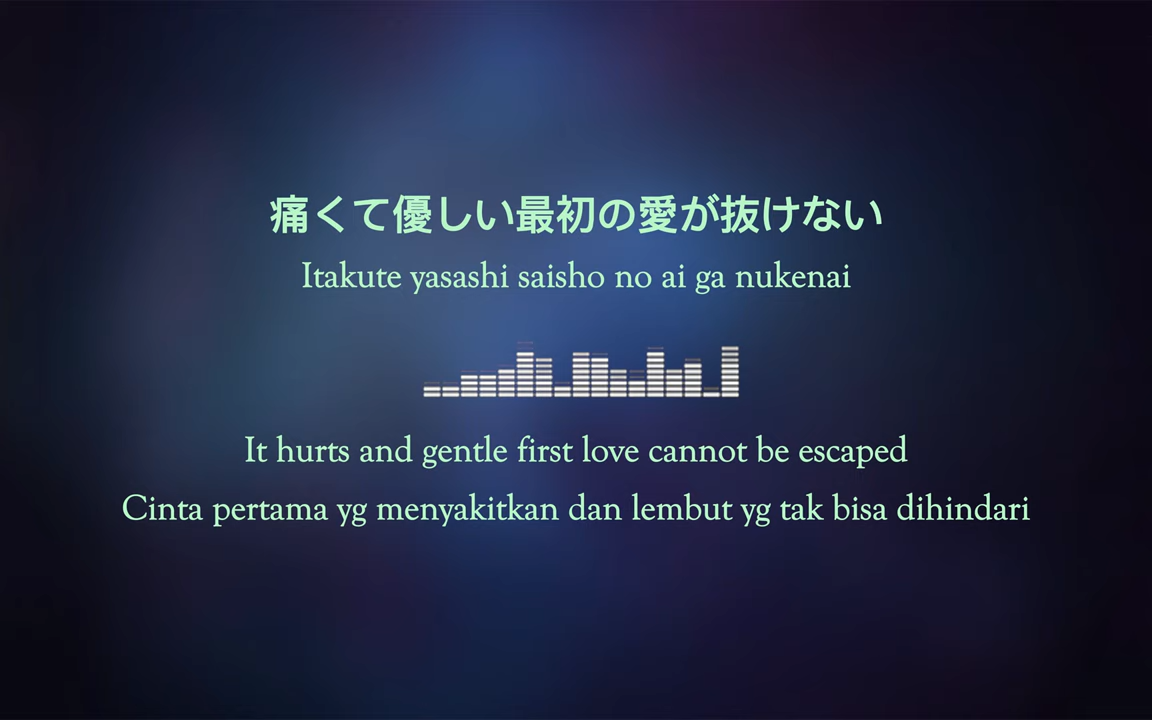 痛くて優しい最初の愛が抜けない
Itakute yasashi saisho no ai ga nukenai
It hurts and gentle first love cannot be escaped
Cinta pertama yg menyakitkan dan lembut yg tak bisa dihindari